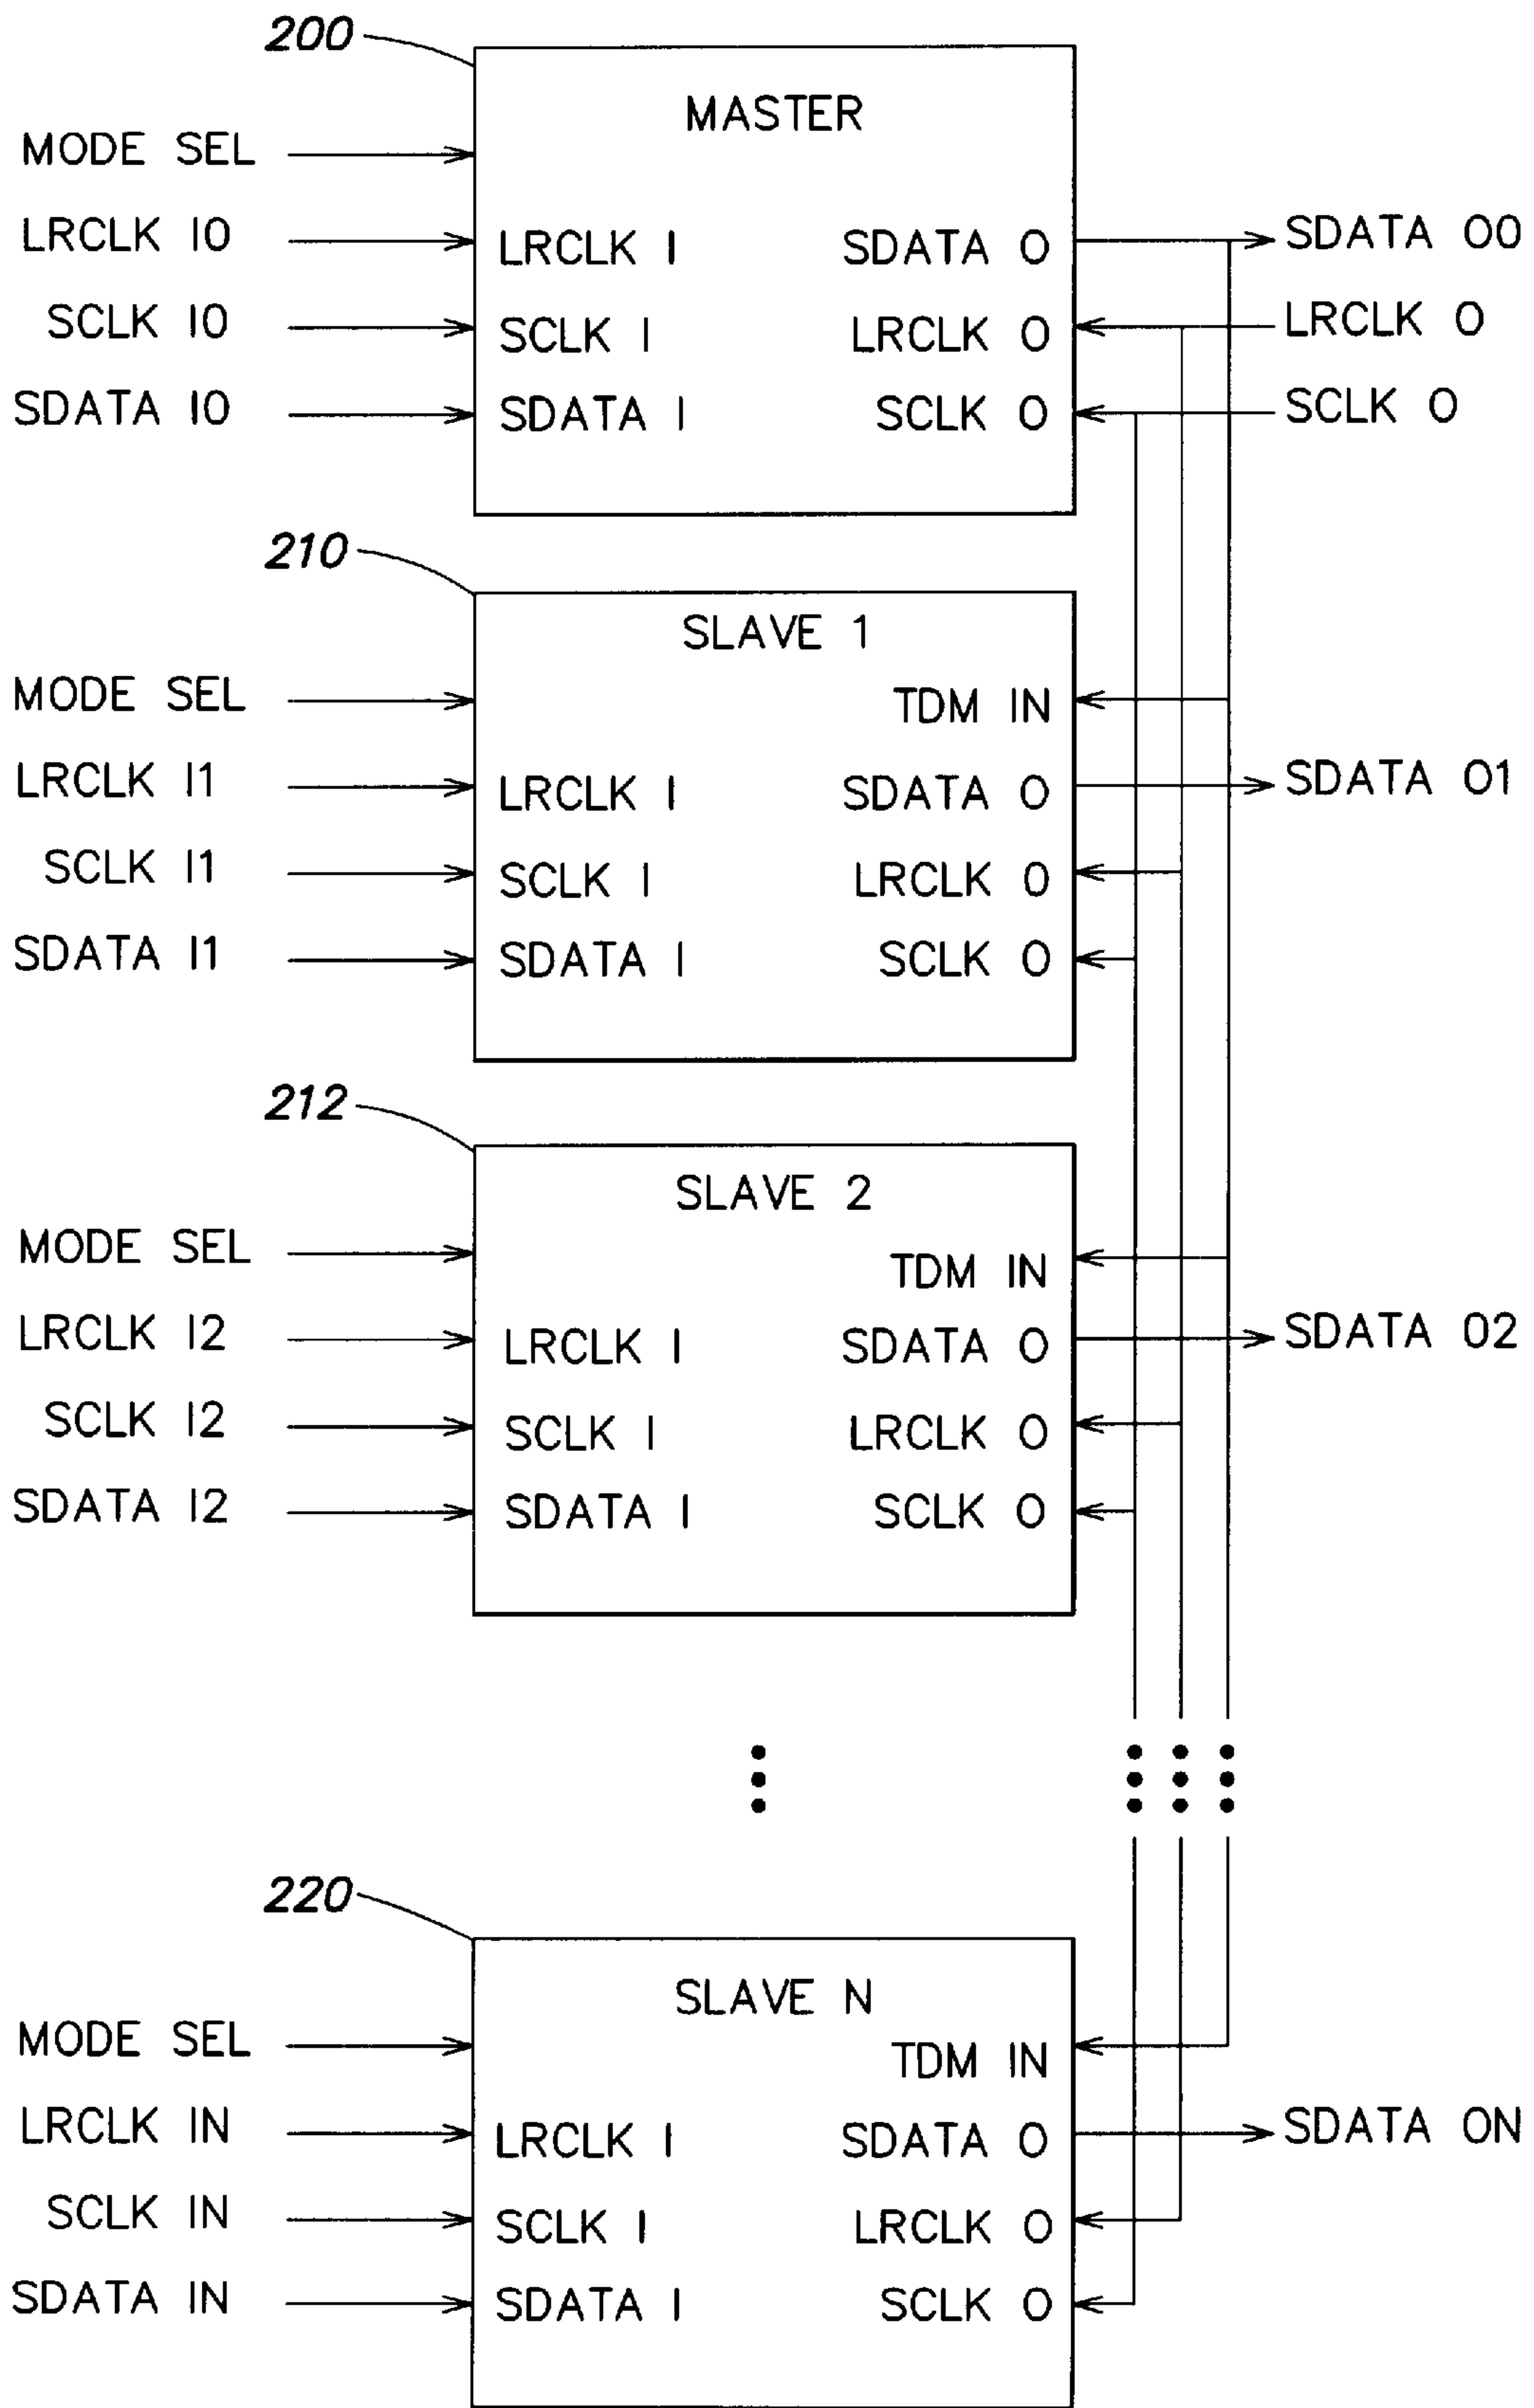 200
MASTER
MODE SEL
LRCLK I0 LRCLK I SDATA O SDATA O0
SCLK I0 SCLK I LRCLK O LRCLK O
SDATA I0 SDATA I SCLK O SCLK O
210
SLAVE 1
MODE SEL TDM IN
LRCLK I1 LRCLK I SDATA O SDATA O1
SCLK I1 SCLK I LRCLK O
SDATA I1 SDATA I SCLK O
212
SLAVE 2
MODE SEL TDM IN
LRCLK I2 LRCLK I SDATA O SDATA O2
SCLK I2 SCLK I LRCLK O
SDATA I2 SDATA I SCLK O
220
SLAVE N
MODE SEL TDM IN
LRCLK IN LRCLK I SDATA O SDATA ON
SCLK IN SCLK I LRCLK O
SDATA IN SDATA I SCLK O